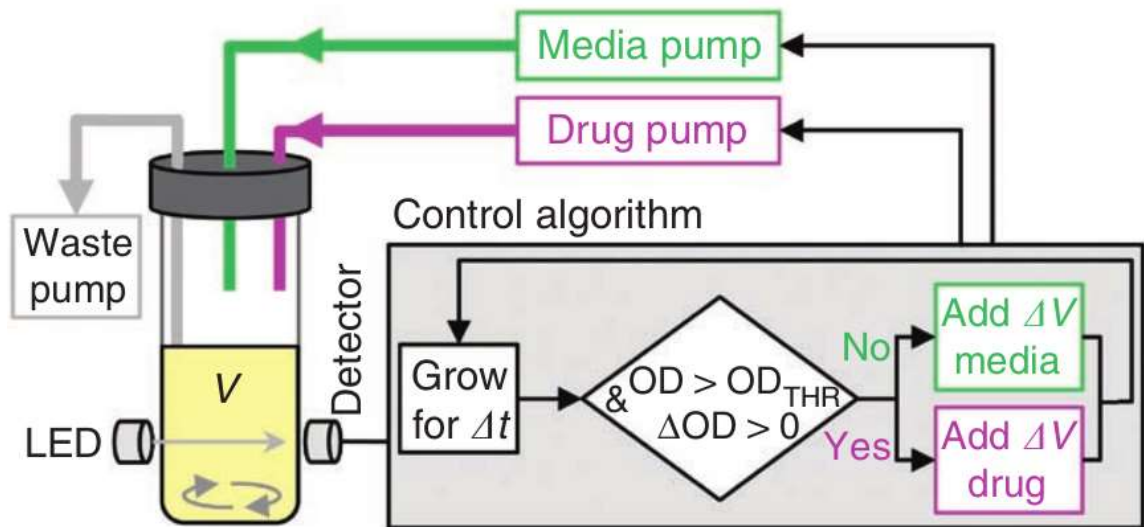 Media pump
Drug pump
Control algorithm
Waste
pump
Detector
V
LED
Grow
for Δt
OD > OD_THR
& ΔOD > 0
No
Yes
Add ΔV
media
Add ΔV
drug